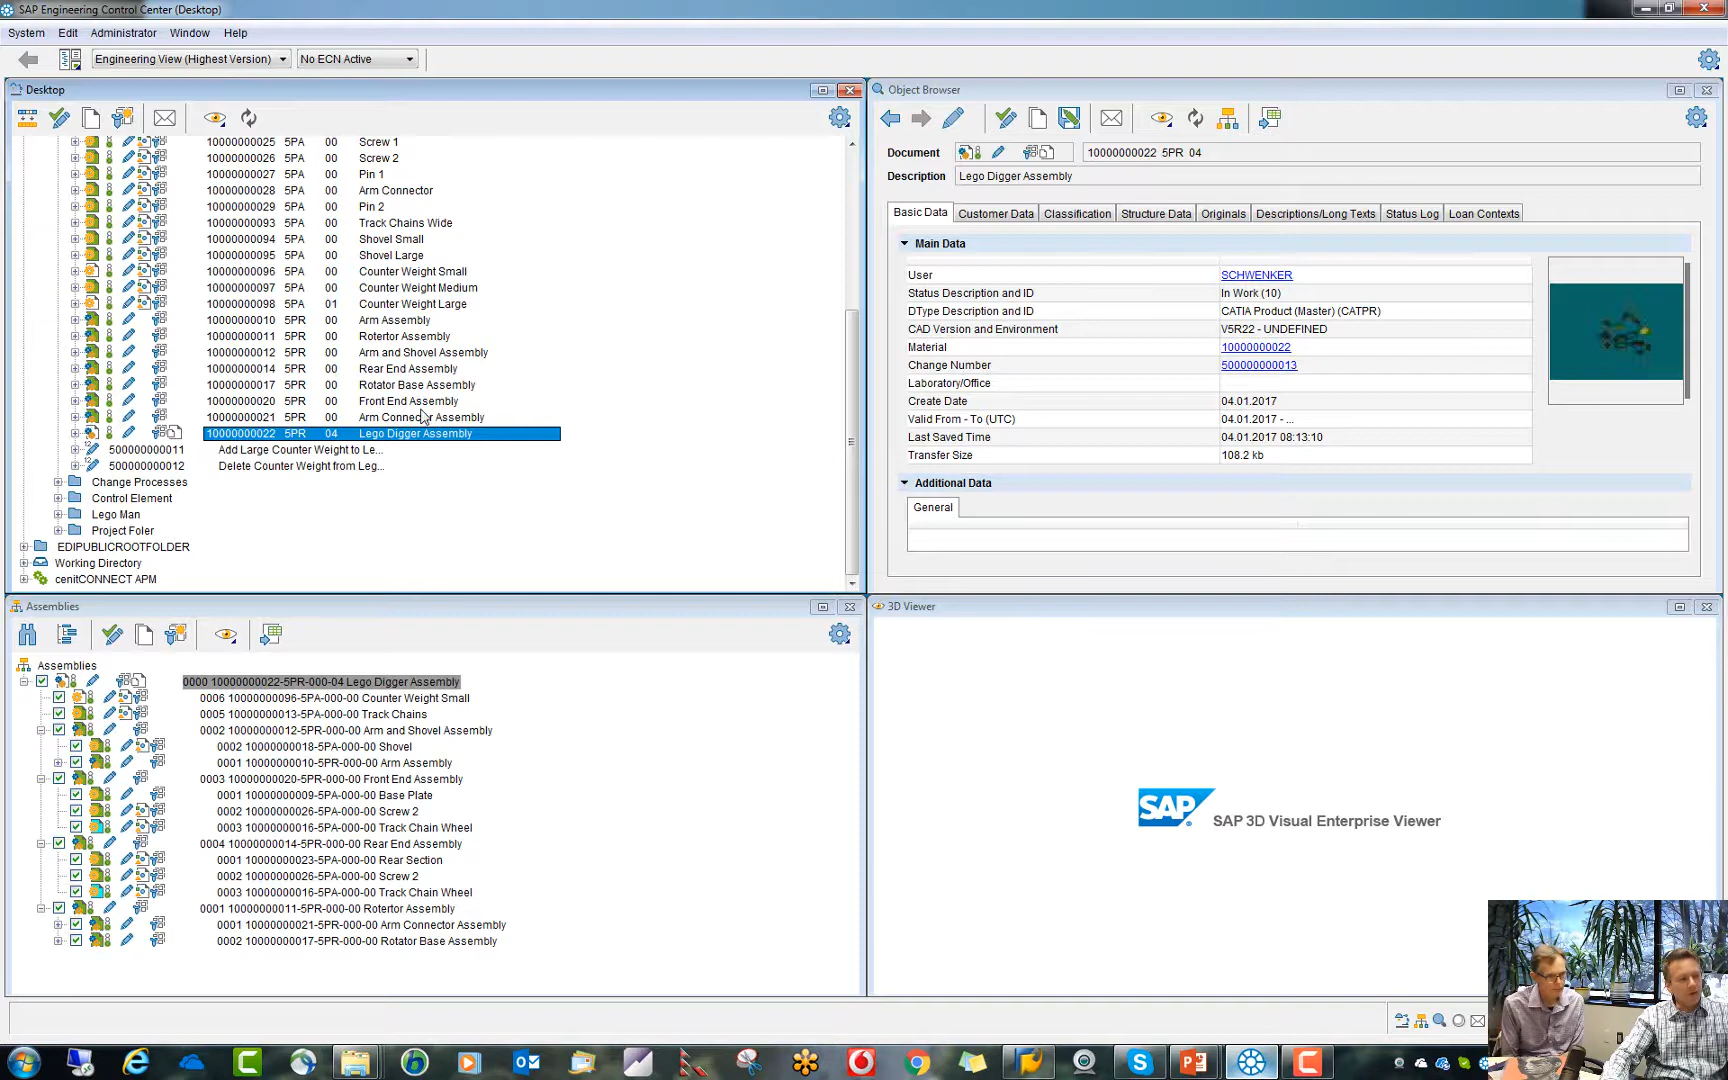 SAP Engineering Control Center (Desktop)
System Edit Administrator Window Help
Engineering View (Highest Version) No ECN Active
Desktop
10000000025 5PA 00 Screw 1
10000000026 5PA 00 Screw 2
10000000027 5PA 00 Pin 1
10000000028 5PA 00 Arm Connector
10000000029 5PA 00 Pin 2
10000000093 5PA 00 Track Chains Wide
10000000094 5PA 00 Shovel Small
10000000095 5PA 00 Shovel Large
10000000096 5PA 00 Counter Weight Small
10000000097 5PA 00 Counter Weight Medium
10000000098 5PA 01 Counter Weight Large
10000000010 5PR 00 Arm Assembly
10000000011 5PR 00 Rotertor Assembly
10000000012 5PR 00 Arm and Shovel Assembly
10000000014 5PR 00 Rear End Assembly
10000000017 5PR 00 Rotator Base Assembly
10000000020 5PR 00 Front End Assembly
10000000021 5PR 00 Arm Connector Assembly
10000000022 5PR 04 Lego Digger Assembly
500000000011 Add Large Counter Weight to Le...
500000000012 Delete Counter Weight from Leg...
Change Processes
Control Element
Lego Man
Project Foler
EDIPUBLICROOTFOLDER
Working Directory
cenitCONNECT APM
Object Browser
Document 10000000022 5PR 04
Description Lego Digger Assembly
Basic Data Customer Data Classification Structure Data Originals Descriptions/Long Texts Status Log Loan Contexts
Main Data
User SCHWENKER
Status Description and ID In Work (10)
DType Description and ID CATIA Product (Master) (CATPR)
CAD Version and Environment V5R22 - UNDEFINED
Material 10000000022
Change Number 500000000013
Laboratory/Office
Create Date 04.01.2017
Valid From - To (UTC) 04.01.2017 - ...
Last Saved Time 04.01.2017 08:13:10
Transfer Size 108.2 kb
Additional Data
General
Assemblies
Assemblies
0000 10000000022-5PR-000-04 Lego Digger Assembly
0006 10000000096-5PA-000-00 Counter Weight Small
0005 10000000013-5PA-000-00 Track Chains
0002 10000000012-5PR-000-00 Arm and Shovel Assembly
0002 10000000018-5PA-000-00 Shovel
0001 10000000010-5PR-000-00 Arm Assembly
0003 10000000020-5PR-000-00 Front End Assembly
0001 10000000009-5PA-000-00 Base Plate
0002 10000000026-5PA-000-00 Screw 2
0003 10000000016-5PA-000-00 Track Chain Wheel
0004 10000000014-5PR-000-00 Rear End Assembly
0001 10000000023-5PA-000-00 Rear Section
0002 10000000026-5PA-000-00 Screw 2
0003 10000000016-5PA-000-00 Track Chain Wheel
0001 10000000011-5PR-000-00 Rotertor Assembly
0001 10000000021-5PR-000-00 Arm Connector Assembly
0002 10000000017-5PR-000-00 Rotator Base Assembly
3D Viewer
SAP SAP 3D Visual Enterprise Viewer